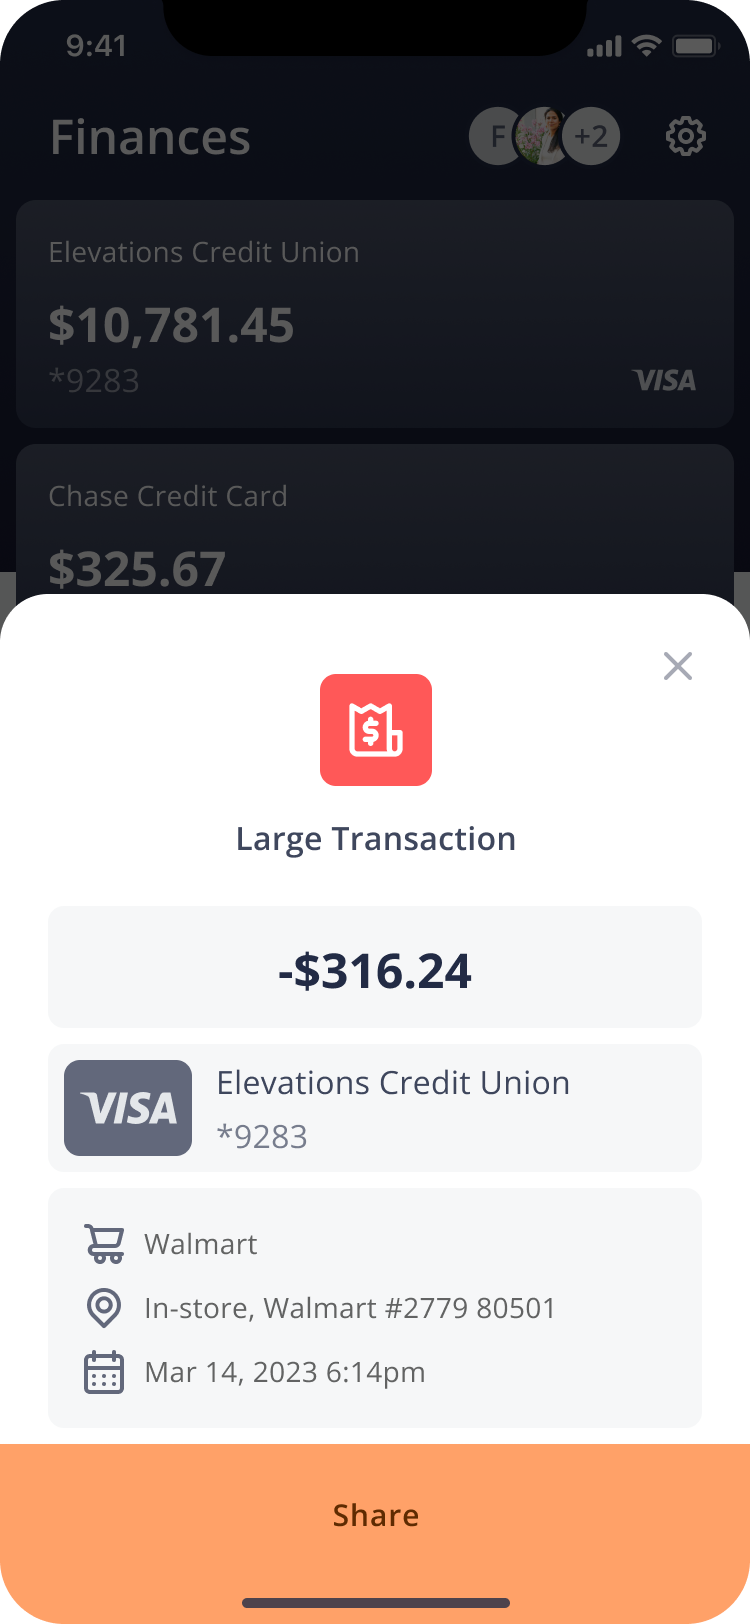 9:41
Finances
F
+2
Elevations Credit Union
$10,781.45
*9283
VISA
Chase Credit Card
$325.67
Large Transaction
-$316.24
VISA
Elevations Credit Union
*9283
Walmart
In-store, Walmart #2779 80501
Mar 14, 2023 6:14pm
Share